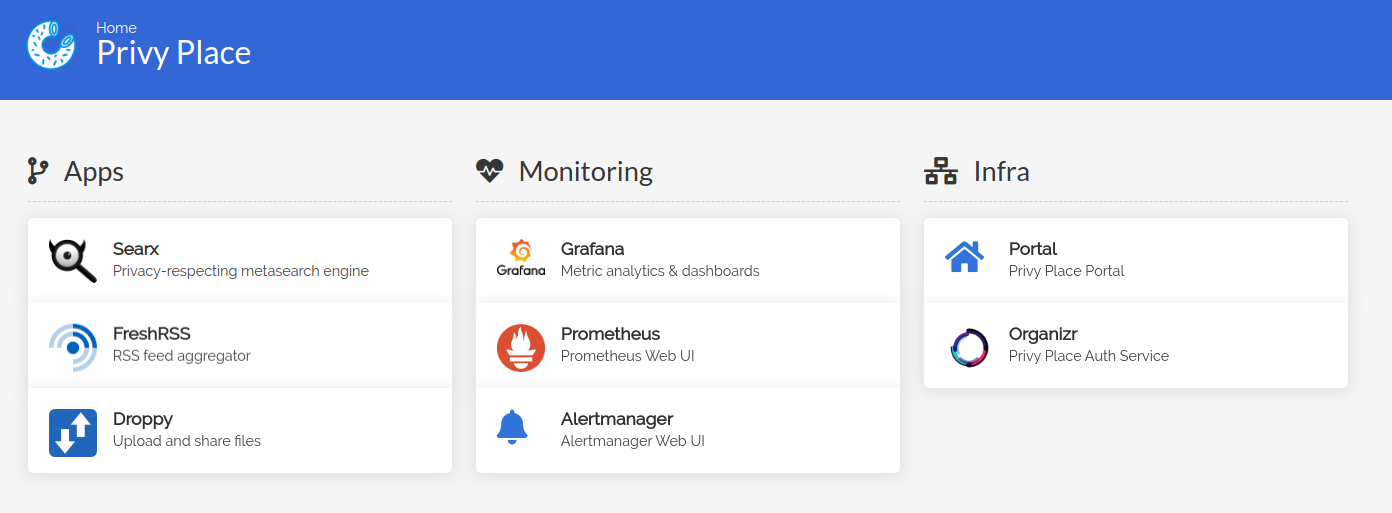 Home
Privy Place
Apps
Searx
Privacy-respecting metasearch engine
FreshRSS
RSS feed aggregator
Droppy
Upload and share files
Monitoring
Grafana
Grafana
Metric analytics & dashboards
Prometheus
Prometheus Web UI
Alertmanager
Alertmanager Web UI
Infra
Portal
Privy Place Portal
Organizr
Privy Place Auth Service